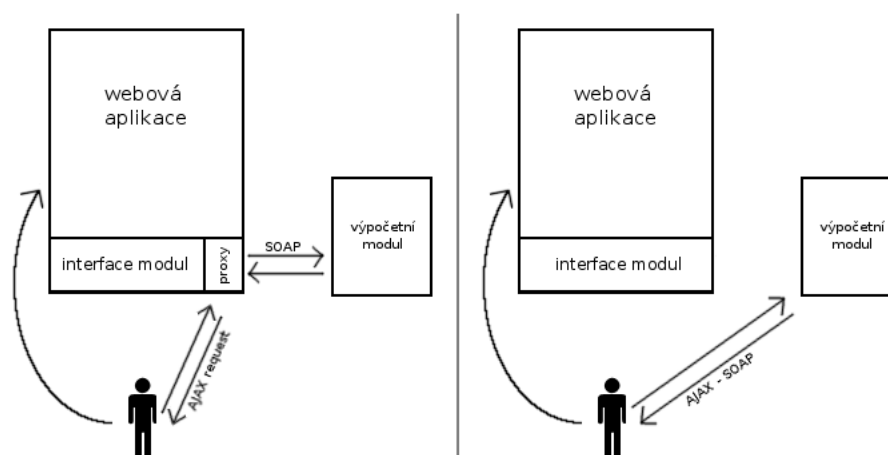 webová
aplikace
interface modul
proxy
SOAP
výpočetní
modul
AJAX request
webová
aplikace
interface modul
výpočetní
modul
AJAX - SOAP